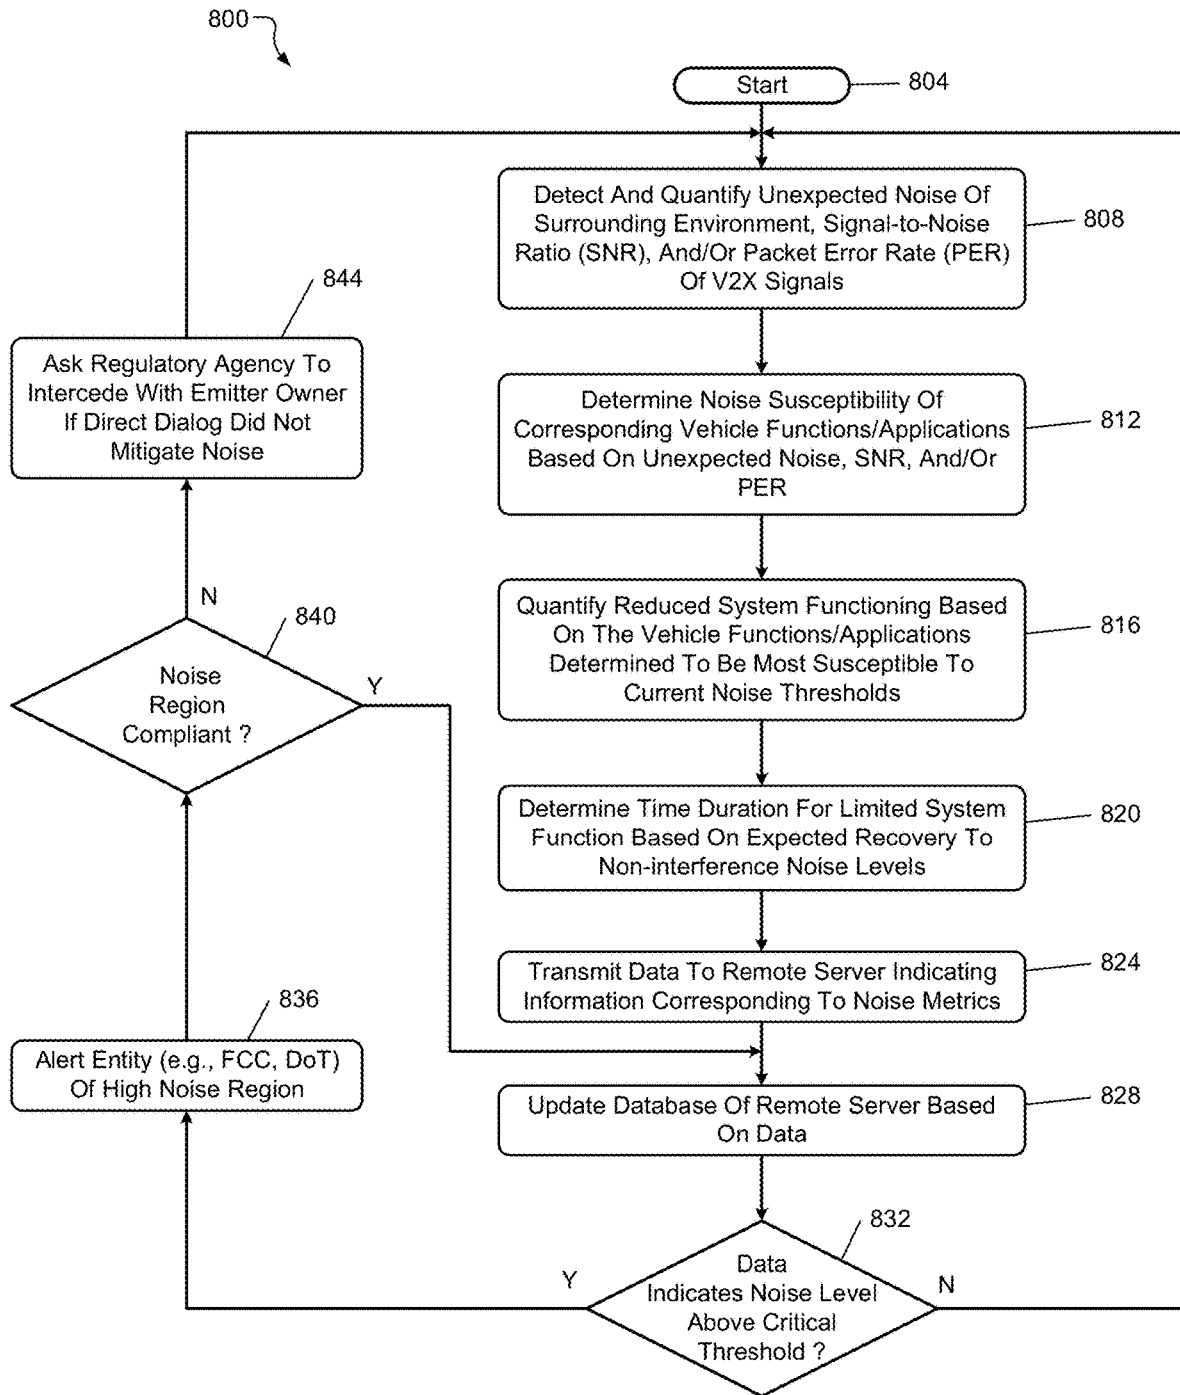 800
Start
804
Detect And Quantify Unexpected Noise Of
Surrounding Environment, Signal-to-Noise
Ratio (SNR), And/Or Packet Error Rate (PER)
Of V2X Signals
808
844
Ask Regulatory Agency To
Intercede With Emitter Owner
If Direct Dialog Did Not
Mitigate Noise
Determine Noise Susceptibility Of
Corresponding Vehicle Functions/Applications
Based On Unexpected Noise, SNR, And/Or
PER
812
Quantify Reduced System Functioning Based
On The Vehicle Functions/Applications
Determined To Be Most Susceptible To
Current Noise Thresholds
816
N
840
Noise
Region
Compliant ?
Y
Determine Time Duration For Limited System
Function Based On Expected Recovery To
Non-interference Noise Levels
820
Transmit Data To Remote Server Indicating
Information Corresponding To Noise Metrics
824
836
Alert Entity (e.g., FCC, DoT)
Of High Noise Region
Update Database Of Remote Server Based
On Data
828
832
Data
Indicates Noise Level
Above Critical
Threshold ?
Y
N